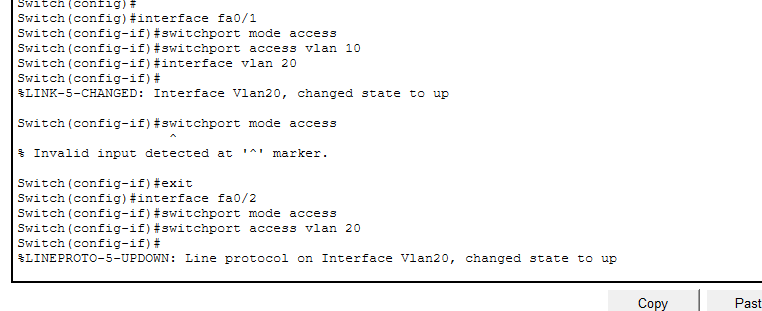 Switch(config)#
Switch(config)#interface fa0/1
Switch(config-if)#switchport mode access
Switch(config-if)#switchport access vlan 10
Switch(config-if)#interface vlan 20
Switch(config-if)#
%LINK-5-CHANGED: Interface Vlan20, changed state to up
Switch(config-if)#switchport mode access
^
% Invalid input detected at '^' marker.
Switch(config-if)#exit
Switch(config)#interface fa0/2
Switch(config-if)#switchport mode access
Switch(config-if)#switchport access vlan 20
Switch(config-if)#
%LINEPROTO-5-UPDOWN: Line protocol on Interface Vlan20, changed state to up
Copy Past